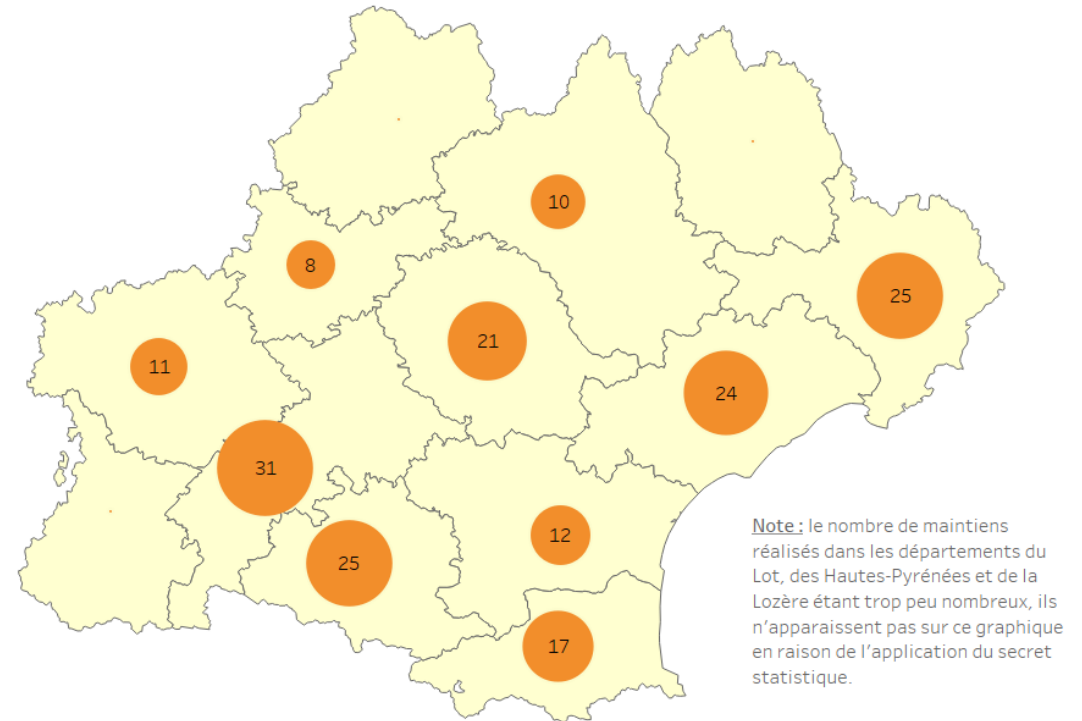 10
8
25
21
11
24
31
12
25
17
Note : le nombre de maintiens
réalisés dans les départements du
Lot, des Hautes-Pyrénées et de la
Lozère étant trop peu nombreux, ils
n’apparaissent pas sur ce graphique
en raison de l’application du secret
statistique.